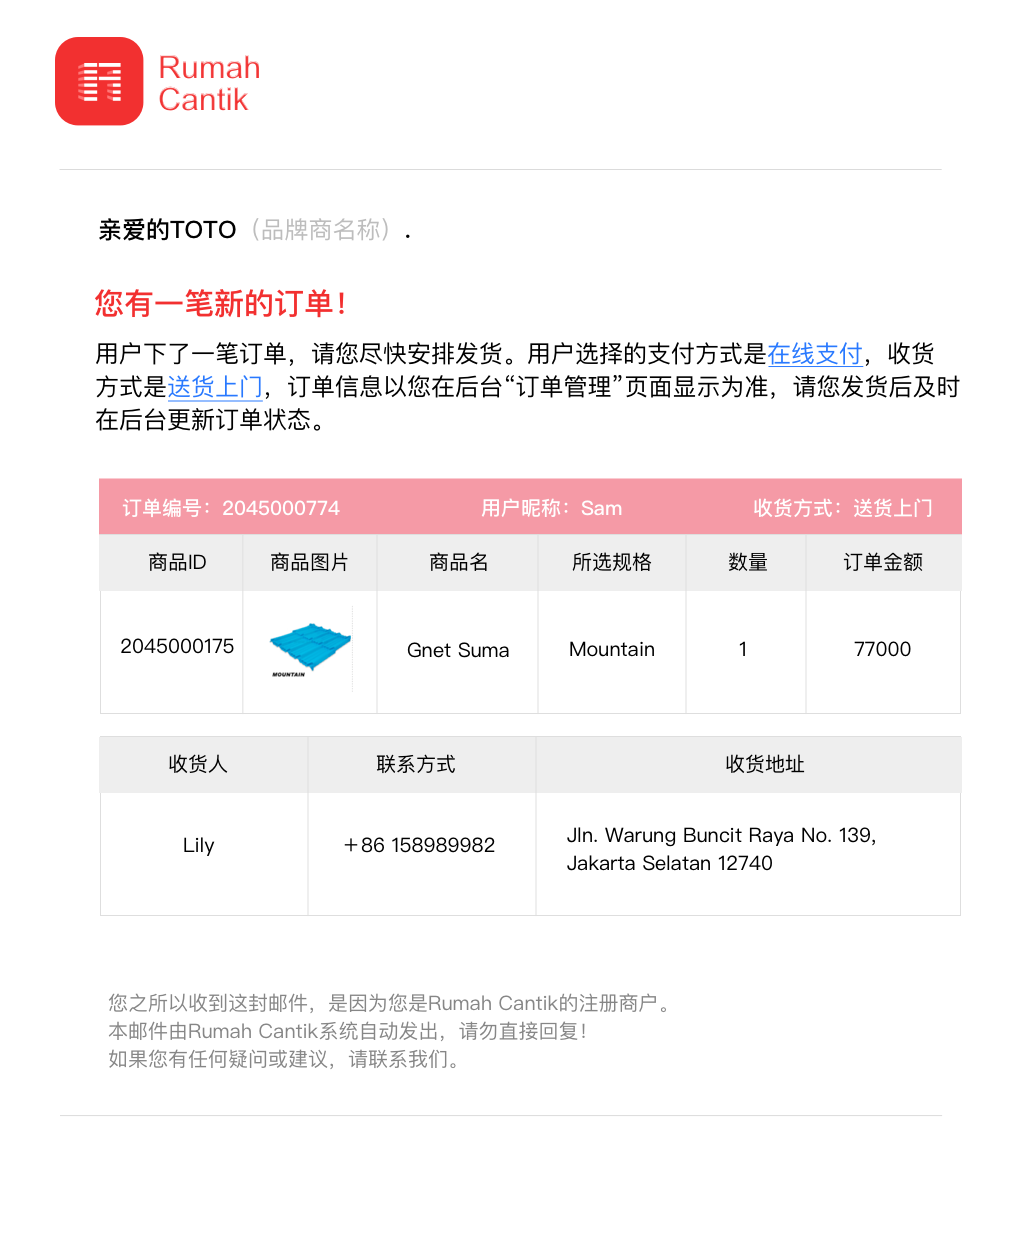 Rumah
Cantik
亲爱的TOTO（品牌商名称）.
您有一笔新的订单！
用户下了一笔订单，请您尽快安排发货。用户选择的支付方式是在线支付，收货
方式是送货上门，订单信息以您在后台“订单管理”页面显示为准，请您发货后及时
在后台更新订单状态。
订单编号：2045000774 用户昵称：Sam 收货方式：送货上门
商品ID 商品图片 商品名 所选规格 数量 订单金额
2045000175 MOUNTAIN Gnet Suma Mountain 1 77000
收货人 联系方式 收货地址
Lily ＋86 158989982 Jln. Warung Buncit Raya No. 139,
Jakarta Selatan 12740
您之所以收到这封邮件，是因为您是Rumah Cantik的注册商户。
本邮件由Rumah Cantik系统自动发出，请勿直接回复！
如果您有任何疑问或建议，请联系我们。